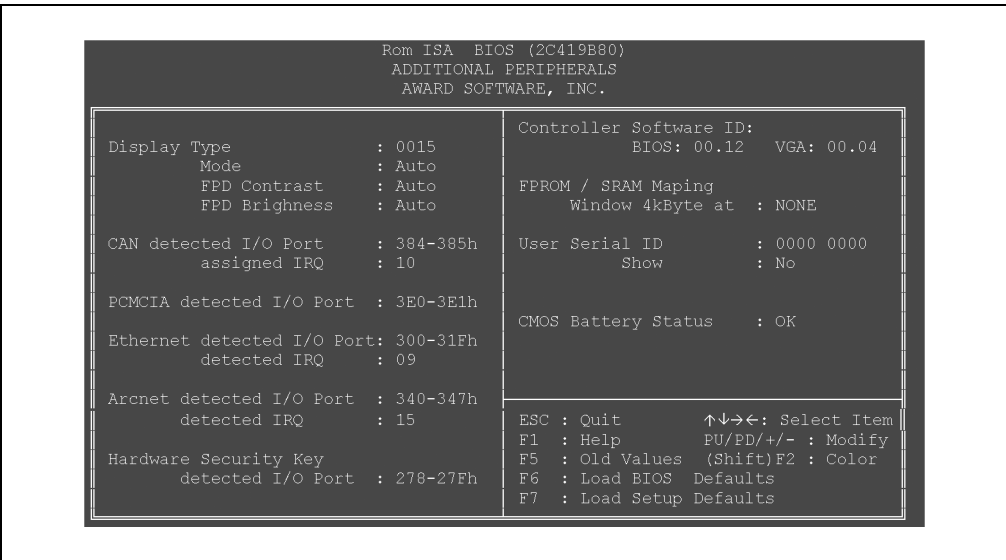 Rom ISA BIOS (2C419B80)
ADDITIONAL PERIPHERALS
AWARD SOFTWARE, INC.
Display Type : 0015
Mode : Auto
FPD Contrast : Auto
FPD Brighness : Auto
CAN detected I/O Port : 384-385h
assigned IRQ : 10
PCMCIA detected I/O Port : 3E0-3E1h
Ethernet detected I/O Port: 300-31Fh
detected IRQ : 09
Arcnet detected I/O Port : 340-347h
detected IRQ : 15
Hardware Security Key
detected I/O Port : 278-27Fh
Controller Software ID:
BIOS: 00.12 VGA: 00.04
FPROM / SRAM Maping
Window 4kByte at : NONE
User Serial ID : 0000 0000
Show : No
CMOS Battery Status : OK
ESC : Quit ↑↓→←: Select Item
F1 : Help PU/PD/+/- : Modify
F5 : Old Values (Shift)F2 : Color
F6 : Load BIOS Defaults
F7 : Load Setup Defaults